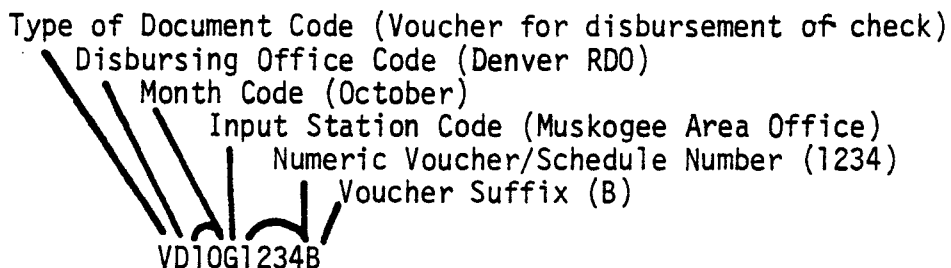 Type of Document Code (Voucher for disbursement of check)
Disbursing Office Code (Denver RDO)
Month Code (October)
Input Station Code (Muskogee Area Office)
Numeric Voucher/Schedule Number (1234)
Voucher Suffix (B)
VD10G1234B